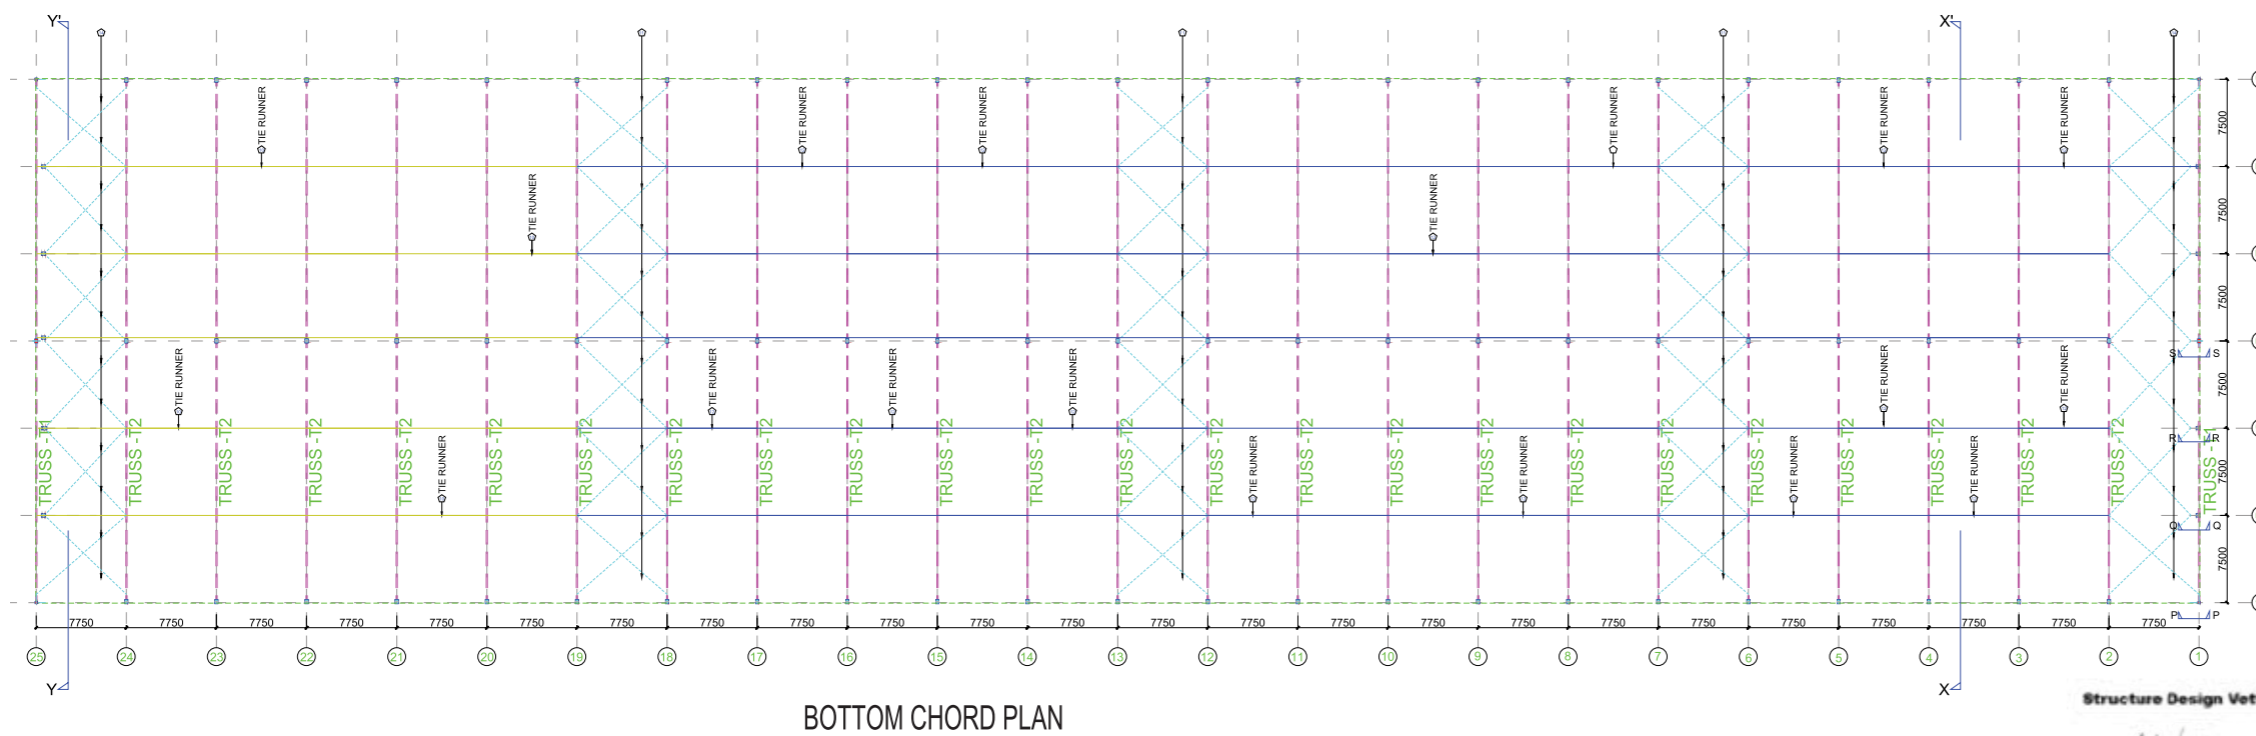 Y' X'
TIE RUNNER TIE RUNNER TIE RUNNER TIE RUNNER TIE RUNNER TIE RUNNER 7500
TIE RUNNER TIE RUNNER 7500
7500
S S
TIE RUNNER TIE RUNNER TIE RUNNER TIE RUNNER TIE RUNNER TIE RUNNER 7500
R R
TRUSS -T1 TRUSS -T2 TRUSS -T2 TRUSS -T2 TRUSS -T2 TRUSS -T2 TRUSS -T2 TRUSS -T2 TRUSS -T2 TRUSS -T2 TRUSS -T2 TRUSS -T2 TRUSS -T2 TRUSS -T2 TRUSS -T2 TRUSS -T2 TRUSS -T2 TRUSS -T2 TRUSS -T2 TRUSS -T2 TRUSS -T2 TRUSS -T2 TRUSS -T2 TRUSS -T2 TRUSS -T1
TIE RUNNER TIE RUNNER TIE RUNNER TIE RUNNER TIE RUNNER 7500
Q Q
7500
P P
7750 7750 7750 7750 7750 7750 7750 7750 7750 7750 7750 7750 7750 7750 7750 7750 7750 7750 7750 7750 7750 7750 7750 7750
25 24 23 22 21 20 19 18 17 16 15 14 13 12 11 10 9 8 7 6 5 4 3 2 1
Y X
BOTTOM CHORD PLAN
Structure Design Vet